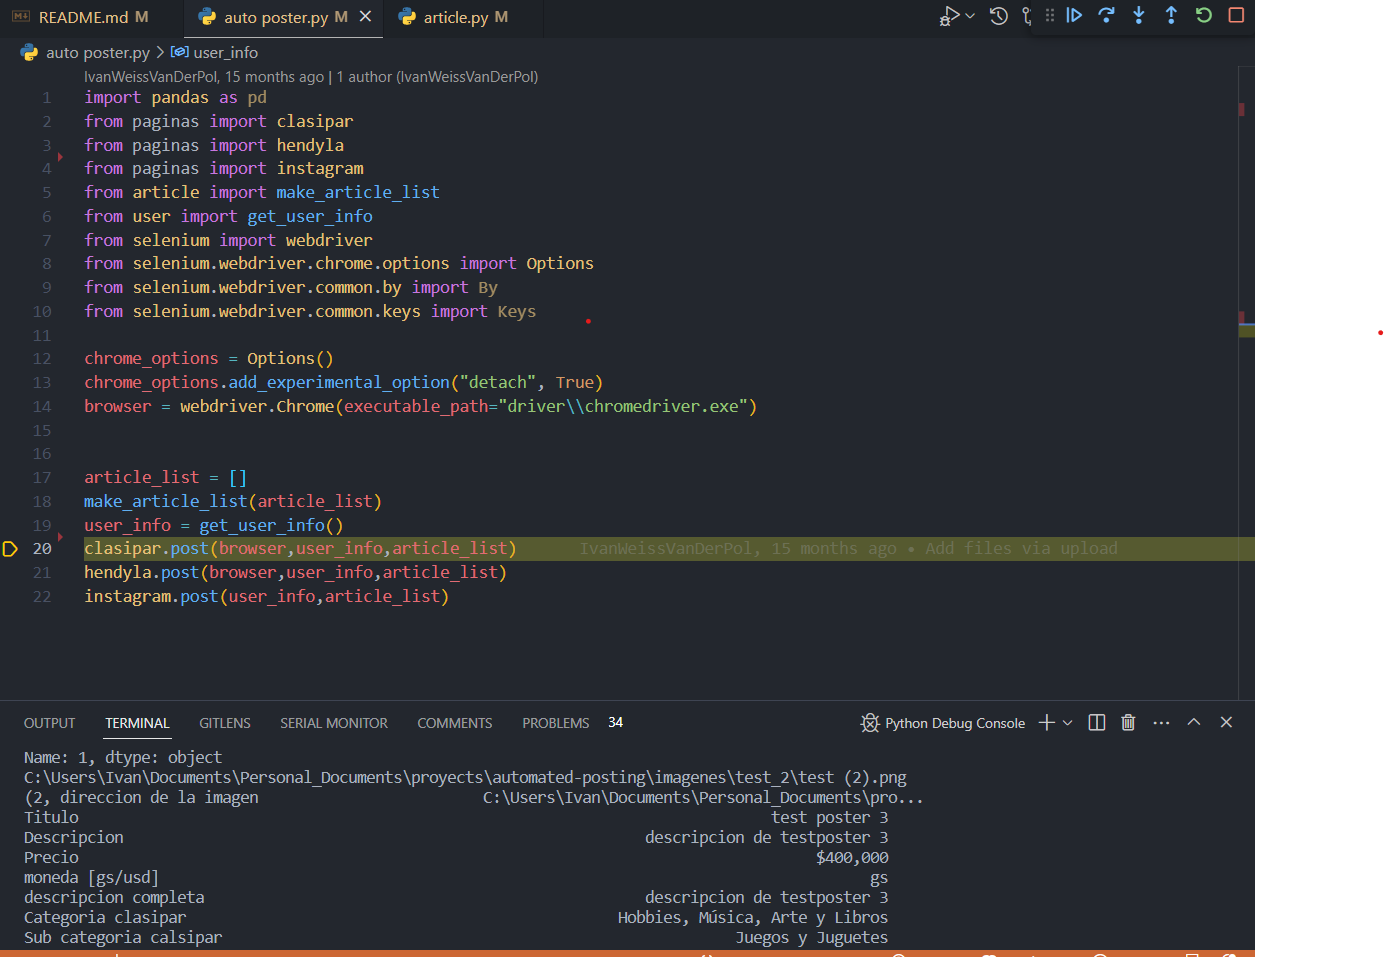 README.md M
auto poster.py M
article.py M
auto poster.py > user_info
IvanWeissVanDerPol, 15 months ago | 1 author (IvanWeissVanDerPol)
1 import pandas as pd
2 from paginas import clasipar
3 from paginas import hendyla
4 from paginas import instagram
5 from article import make_article_list
6 from user import get_user_info
7 from selenium import webdriver
8 from selenium.webdriver.chrome.options import Options
9 from selenium.webdriver.common.by import By
10 from selenium.webdriver.common.keys import Keys
11
12 chrome_options = Options()
13 chrome_options.add_experimental_option("detach", True)
14 browser = webdriver.Chrome(executable_path="driver\\chromedriver.exe")
15
16
17 article_list = []
18 make_article_list(article_list)
19 user_info = get_user_info()
20 clasipar.post(browser,user_info,article_list) IvanWeissVanDerPol, 15 months ago • Add files via upload
21 hendyla.post(browser,user_info,article_list)
22 instagram.post(user_info,article_list)
OUTPUT TERMINAL GITLENS SERIAL MONITOR COMMENTS PROBLEMS 34 Python Debug Console
Name: 1, dtype: object
C:\Users\Ivan\Documents\Personal_Documents\proyects\automated-posting\imagenes\test_2\test (2).png
(2, direccion de la imagen C:\Users\Ivan\Documents\Personal_Documents\pro...
Titulo test poster 3
Descripcion descripcion de testposter 3
Precio $400,000
moneda [gs/usd] gs
descripcion completa descripcion de testposter 3
Categoria clasipar Hobbies, Música, Arte y Libros
Sub categoria calsipar Juegos y Juguetes